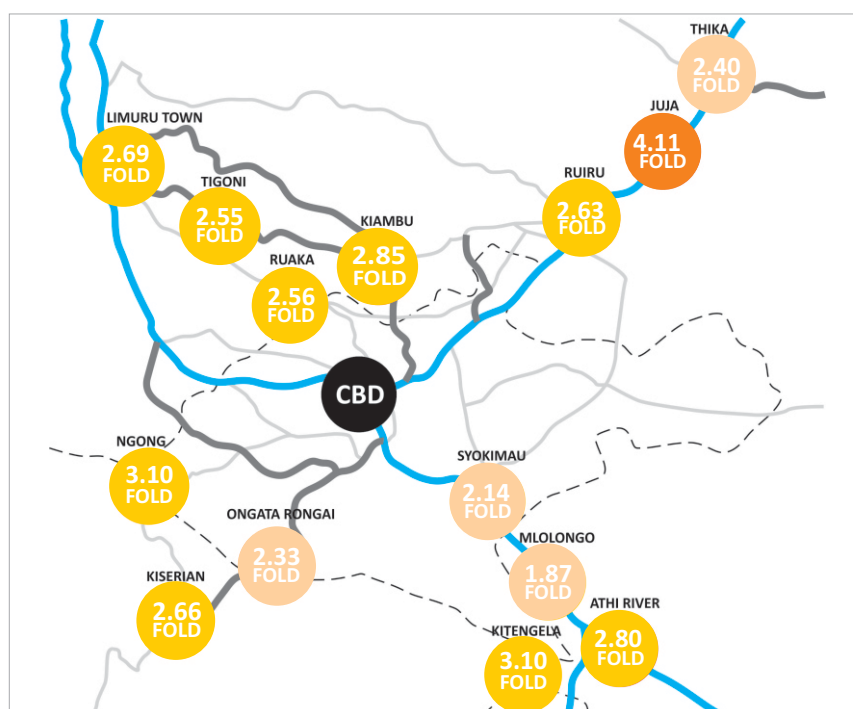 THIKA
2.40
FOLD
JUJA
4.11
FOLD
LIMURU TOWN
2.69
FOLD
TIGONI
2.55
FOLD
RUIRU
2.63
FOLD
KIAMBU
2.85
FOLD
RUAKA
2.56
FOLD
CBD
NGONG
3.10
FOLD
SYOKIMAU
2.14
FOLD
ONGATA RONGAI
2.33
FOLD
MLOLONGO
1.87
FOLD
KISERIAN
2.66
FOLD
ATHI RIVER
2.80
FOLD
KITENGELA
3.10
FOLD